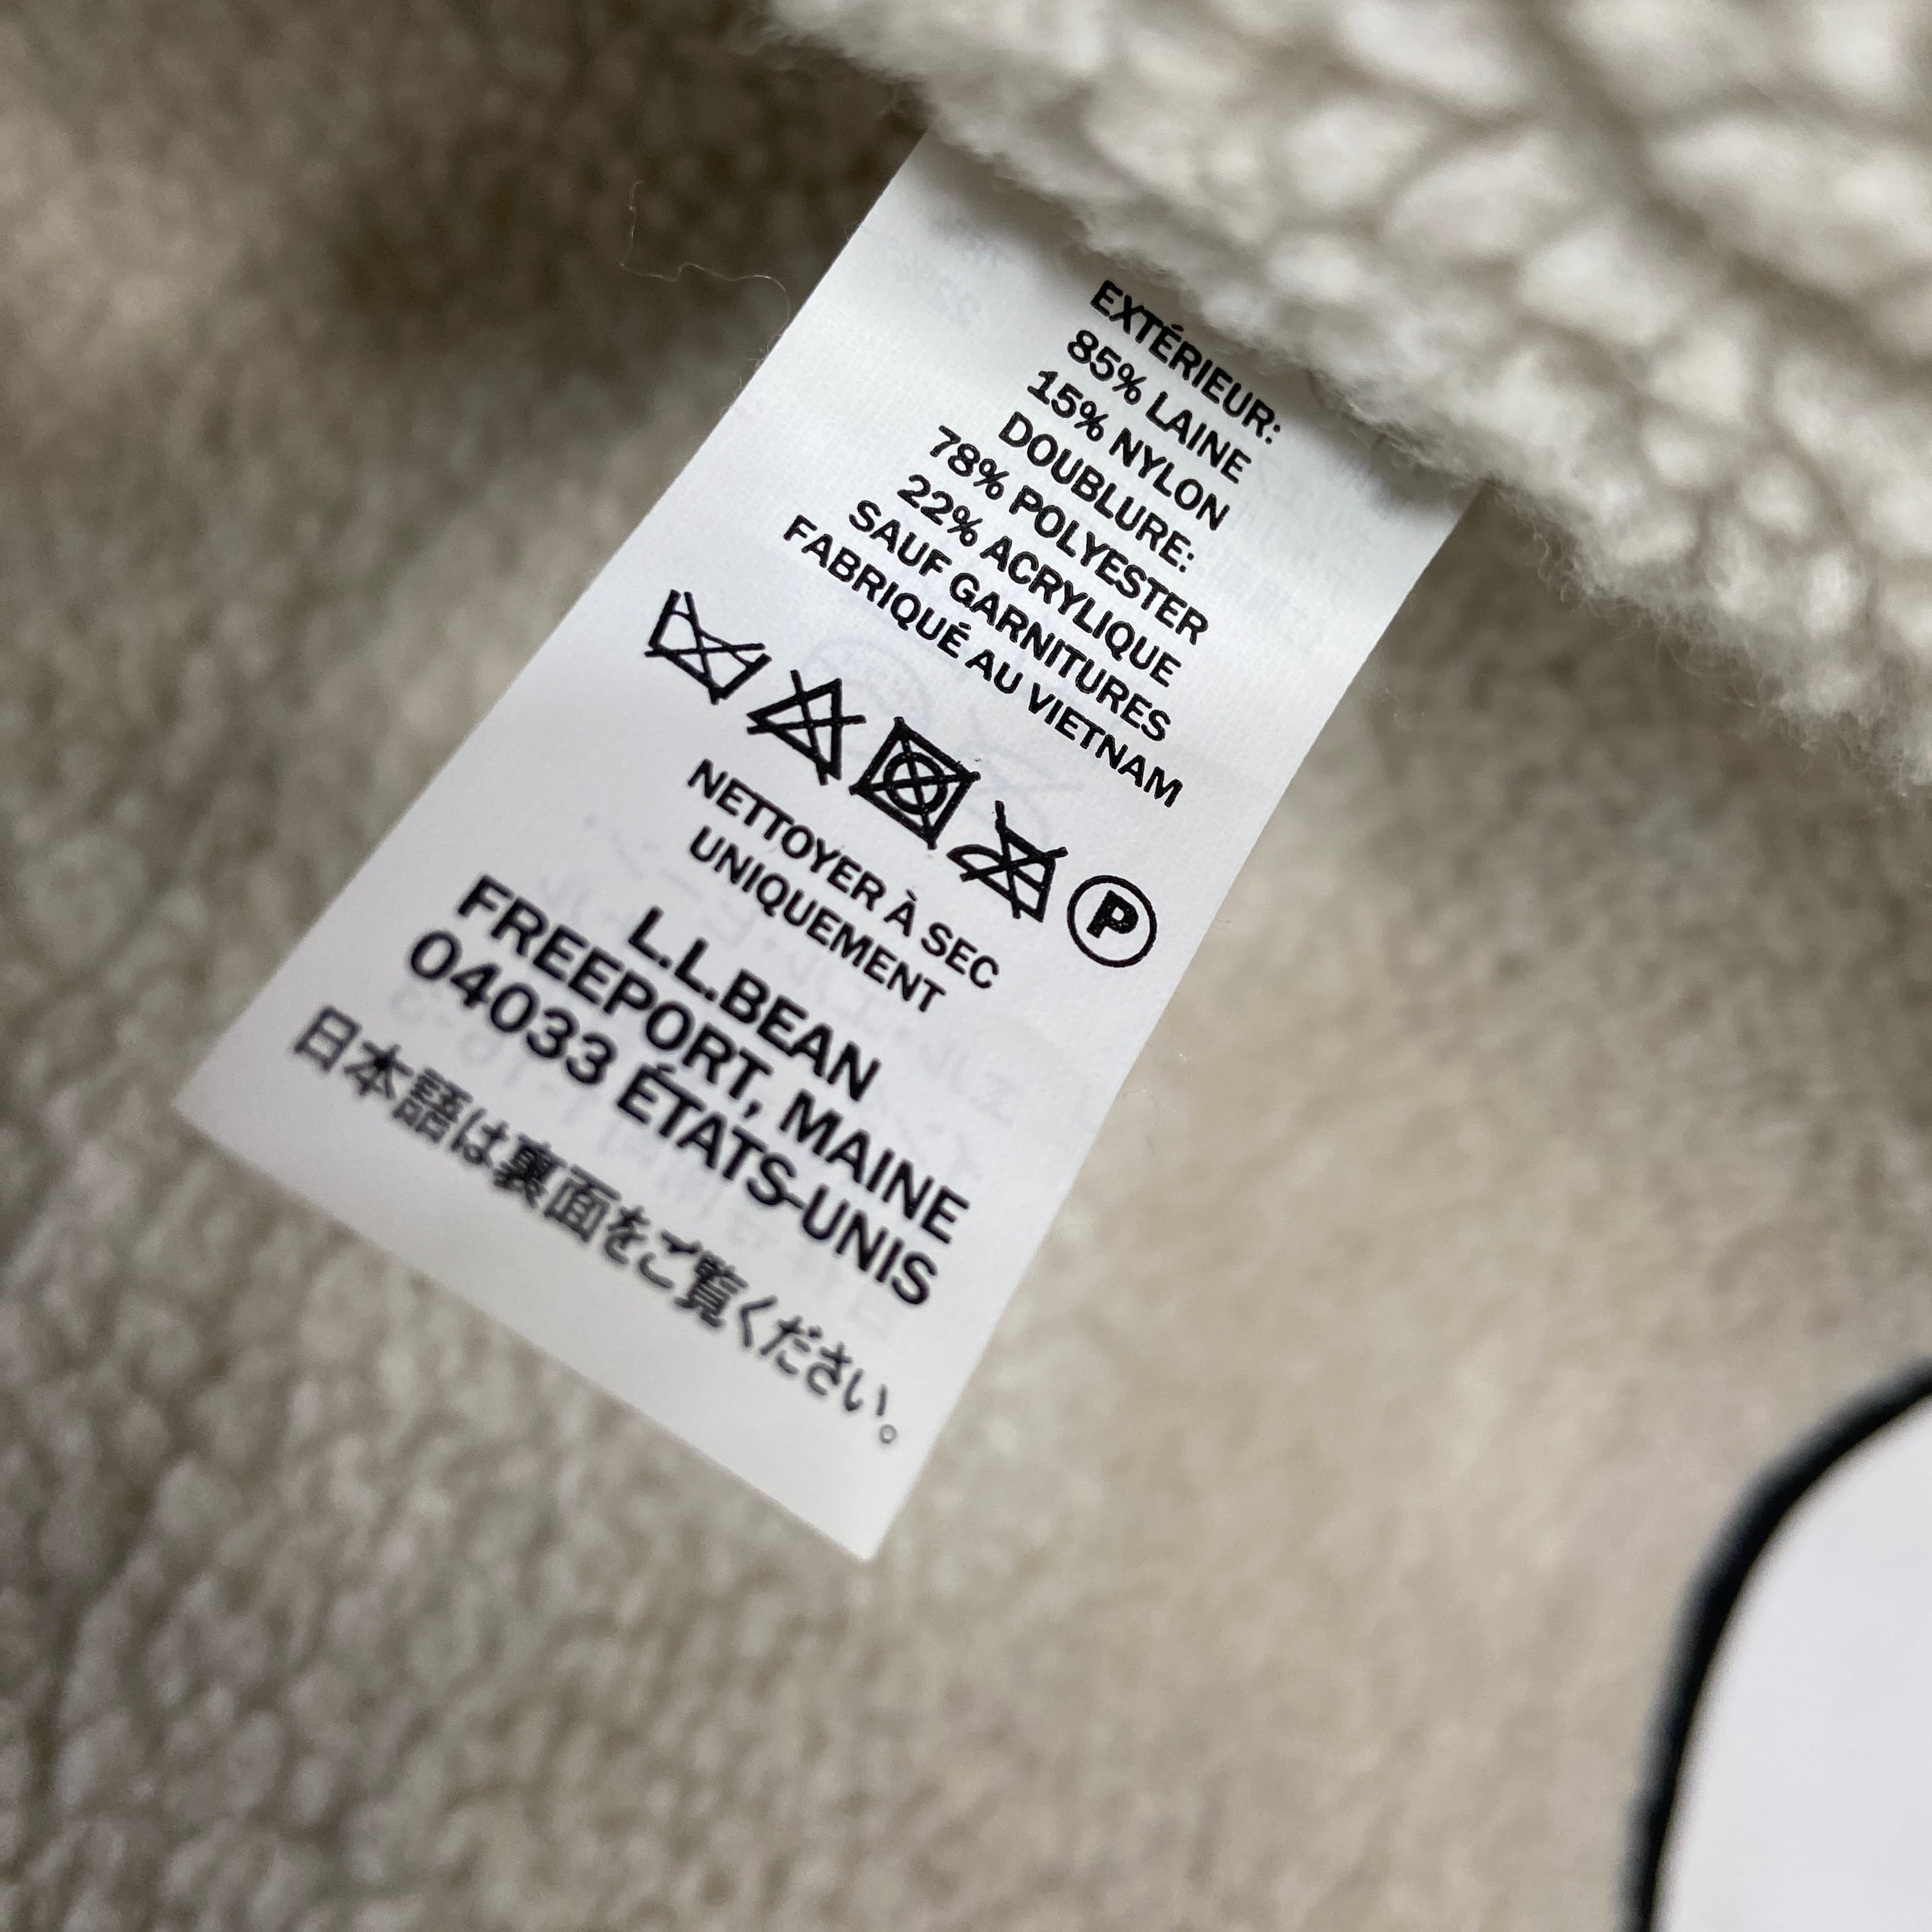 EXTÉRIEUR:
85% LAINE
15% NYLON
DOUBLURE:
78% POLYESTER
22% ACRYLIQUE
SAUF GARNITURES
FABRIQUÉ AU VIETNAM
P
NETTOYER À SEC
UNIQUEMENT
L.L.BEAN
FREEPORT, MAINE
04033 ÉTATS-UNIS
日本語は裏面をご覧ください。